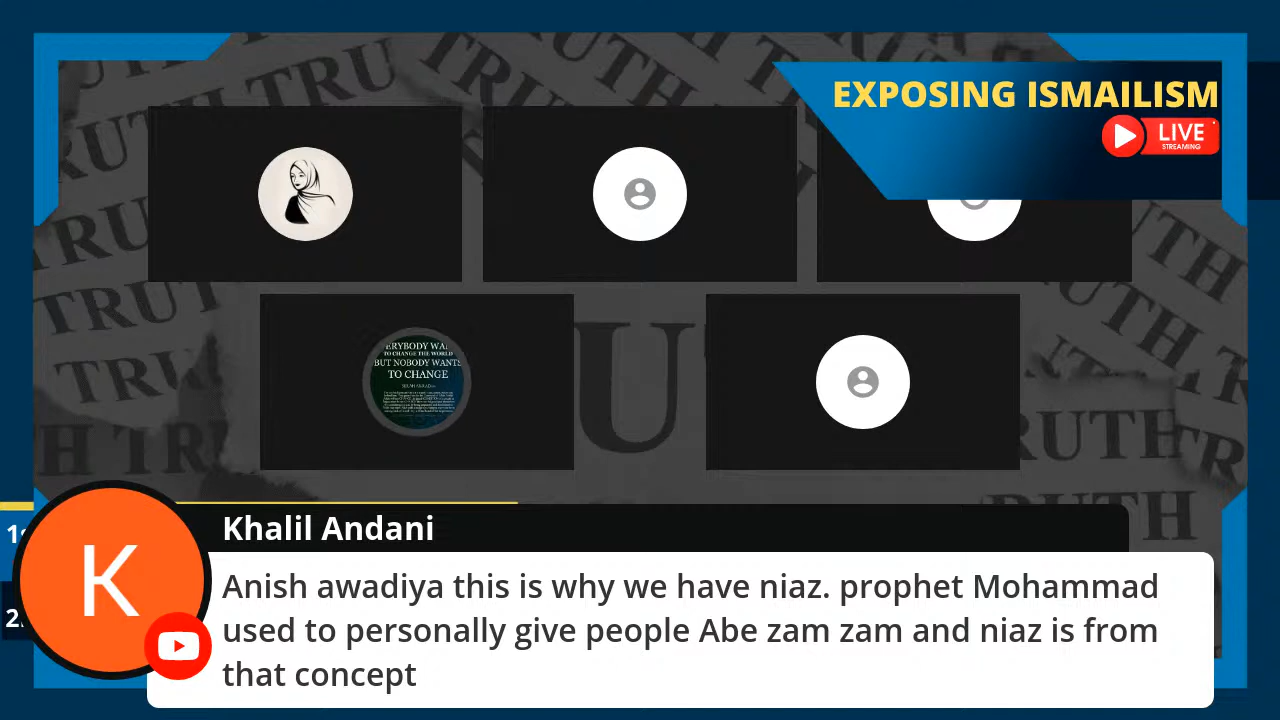 EXPOSING ISMAILISM
LIVE
STREAMING
TRUTH
TO CHANGE THE WORLD
BUT NOBODY WANTS
TO CHANGE
Khalil Andani
Anish awadiya this is why we have niaz. prophet Mohammad
used to personally give people Abe zam zam and niaz is from
that concept